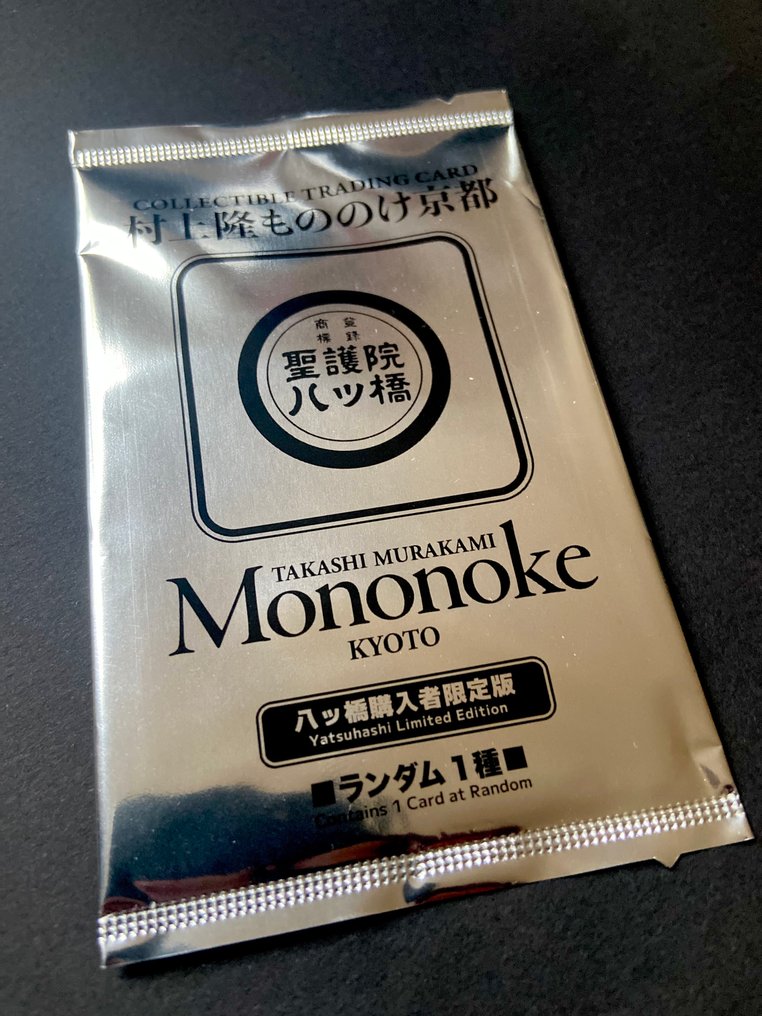 COLLECTIBLE TRADING CARD
村上隆もののけ京都
登録
商標
聖護院
八ッ橋
TAKASHI MURAKAMI
Mononoke
KYOTO
八ッ橋購入者限定版
Yatsuhashi Limited Edition
■ランダム1種■
Contains 1 Card at Random